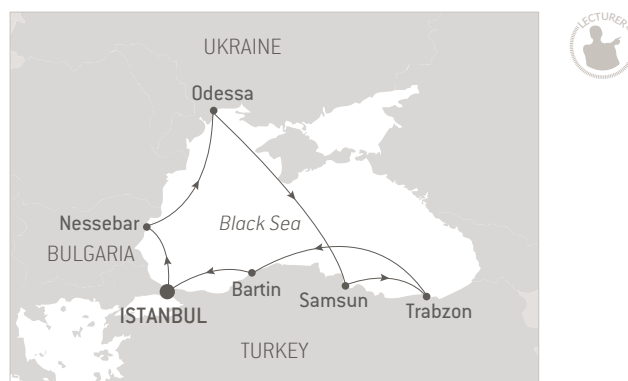 UKRAINE
Odessa
Nessebar
Black Sea
BULGARIA
Bartin
Samsun
Trabzon
ISTANBUL
TURKEY
LECTURER